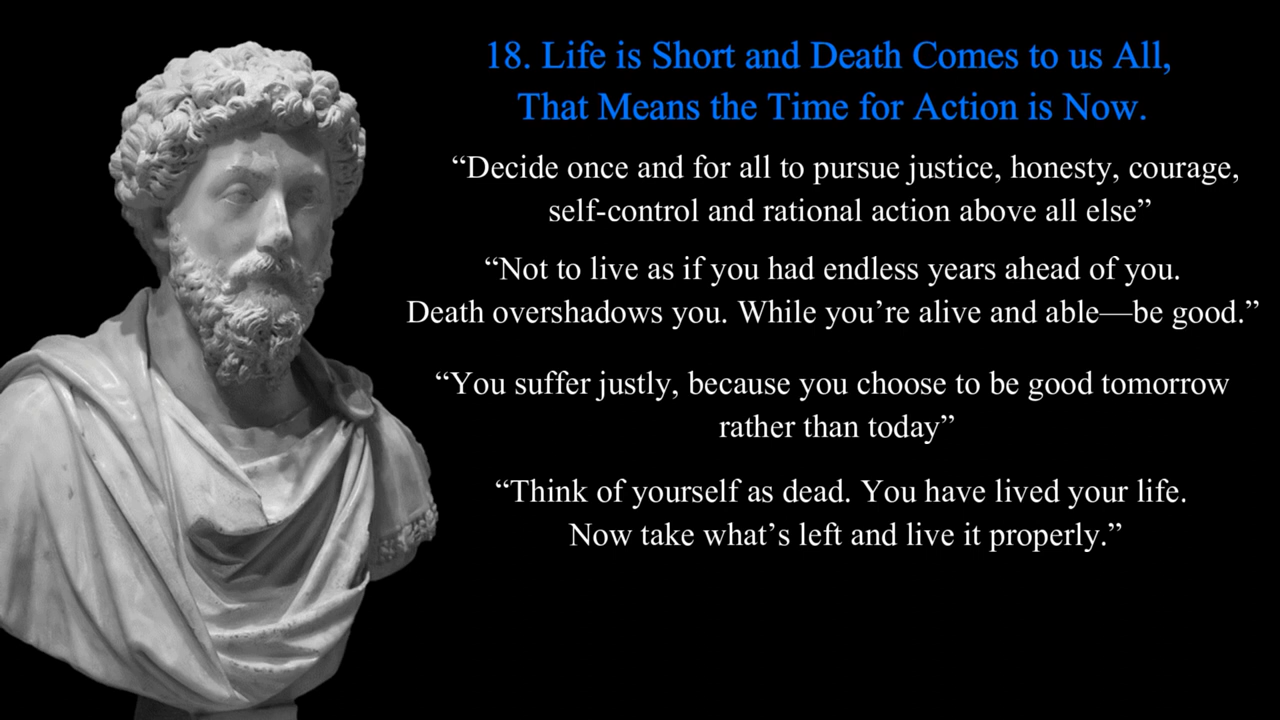 18. Life is Short and Death Comes to us All,
That Means the Time for Action is Now.
“Decide once and for all to pursue justice, honesty, courage,
self-control and rational action above all else”
“Not to live as if you had endless years ahead of you.
Death overshadows you. While you’re alive and able—be good.”
“You suffer justly, because you choose to be good tomorrow
rather than today”
“Think of yourself as dead. You have lived your life.
Now take what’s left and live it properly.”